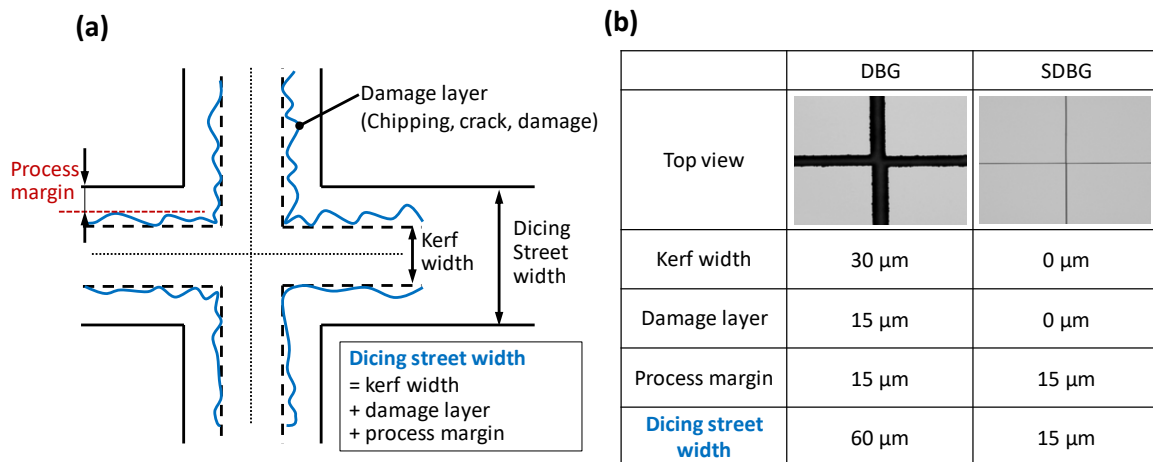 (a)
Damage layer
(Chipping, crack, damage)
Process
margin
Kerf
width
Dicing
Street
width
Dicing street width
= kerf width
+ damage layer
+ process margin
(b)
DBG SDBG
Top view
Kerf width 30 µm 0 µm
Damage layer 15 µm 0 µm
Process margin 15 µm 15 µm
Dicing street
width 60 µm 15 µm